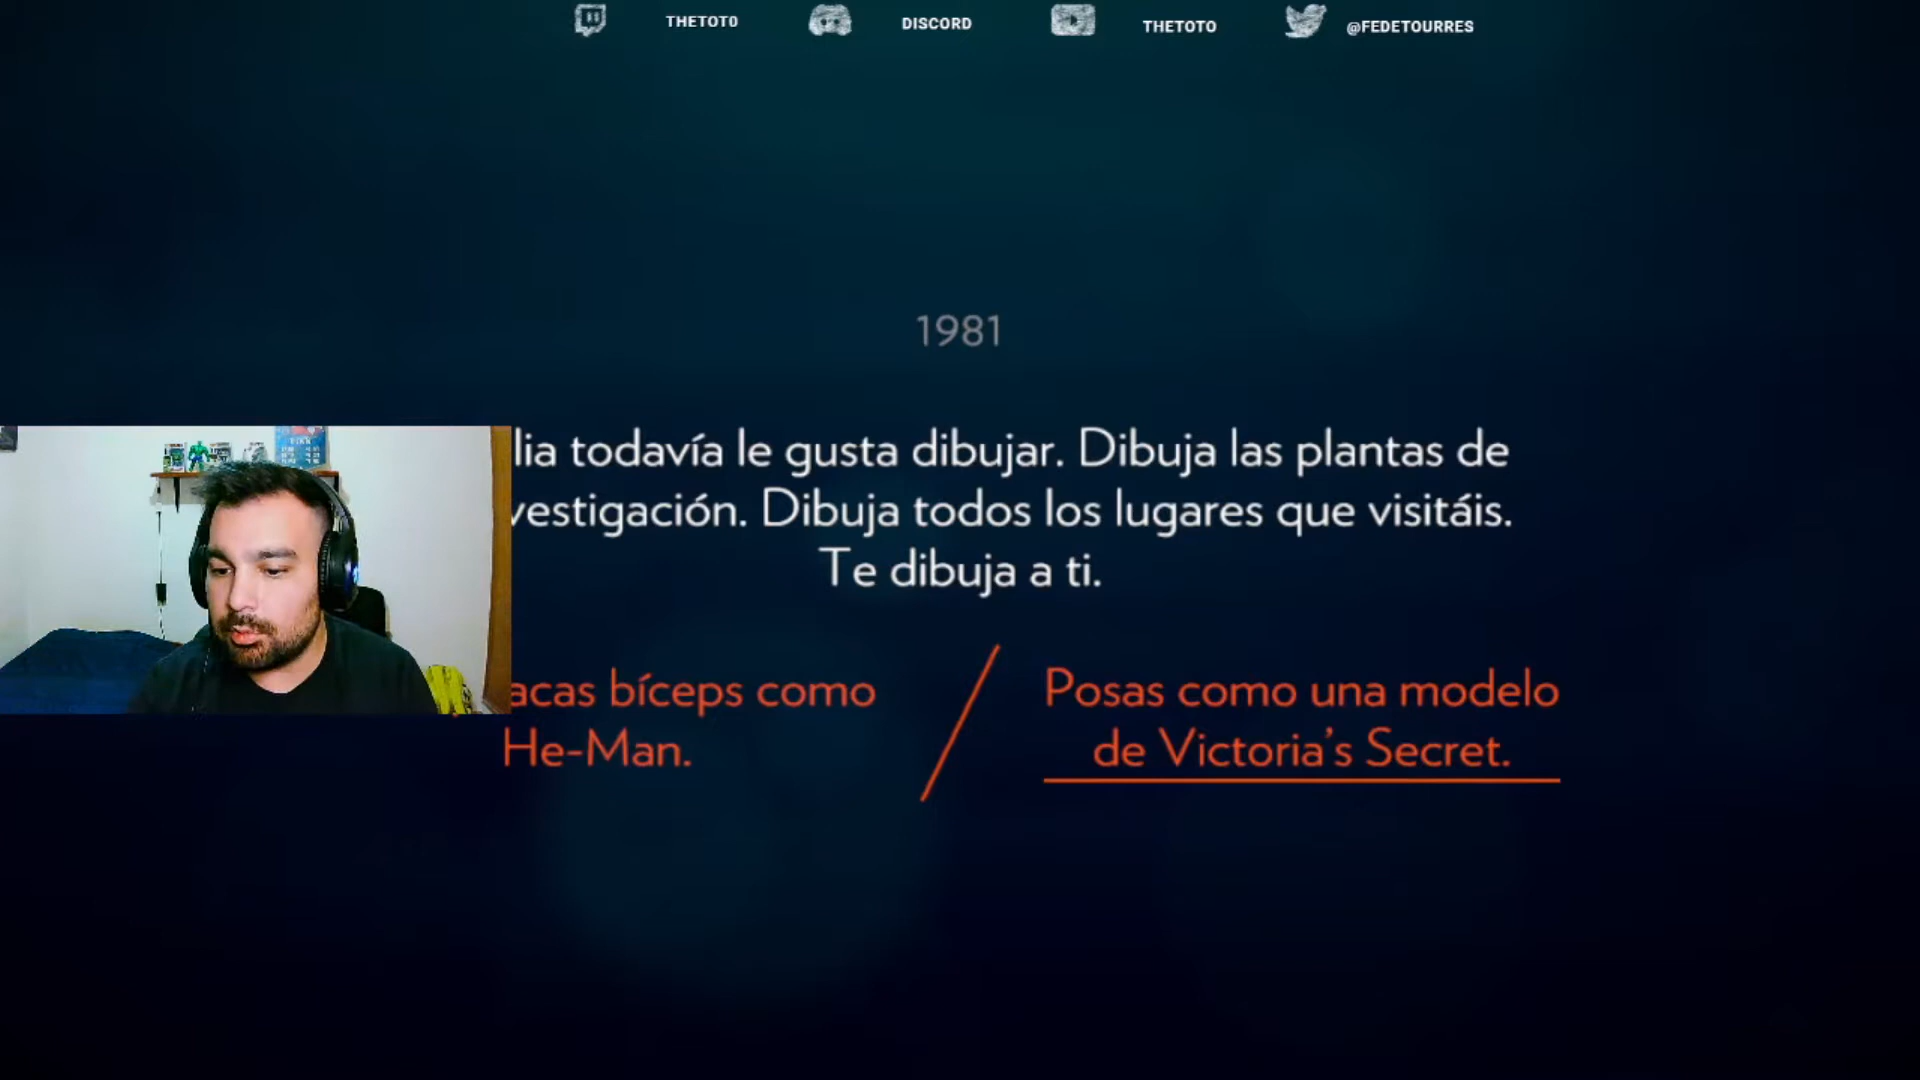 THETOT0 DISCORD THETOTO @FEDETOURRES
1981
lia todavía le gusta dibujar. Dibuja las plantas de
vestigación. Dibuja todos los lugares que visitáis.
Te dibuja a ti.
acas bíceps como
He-Man.
Posas como una modelo
de Victoria's Secret.